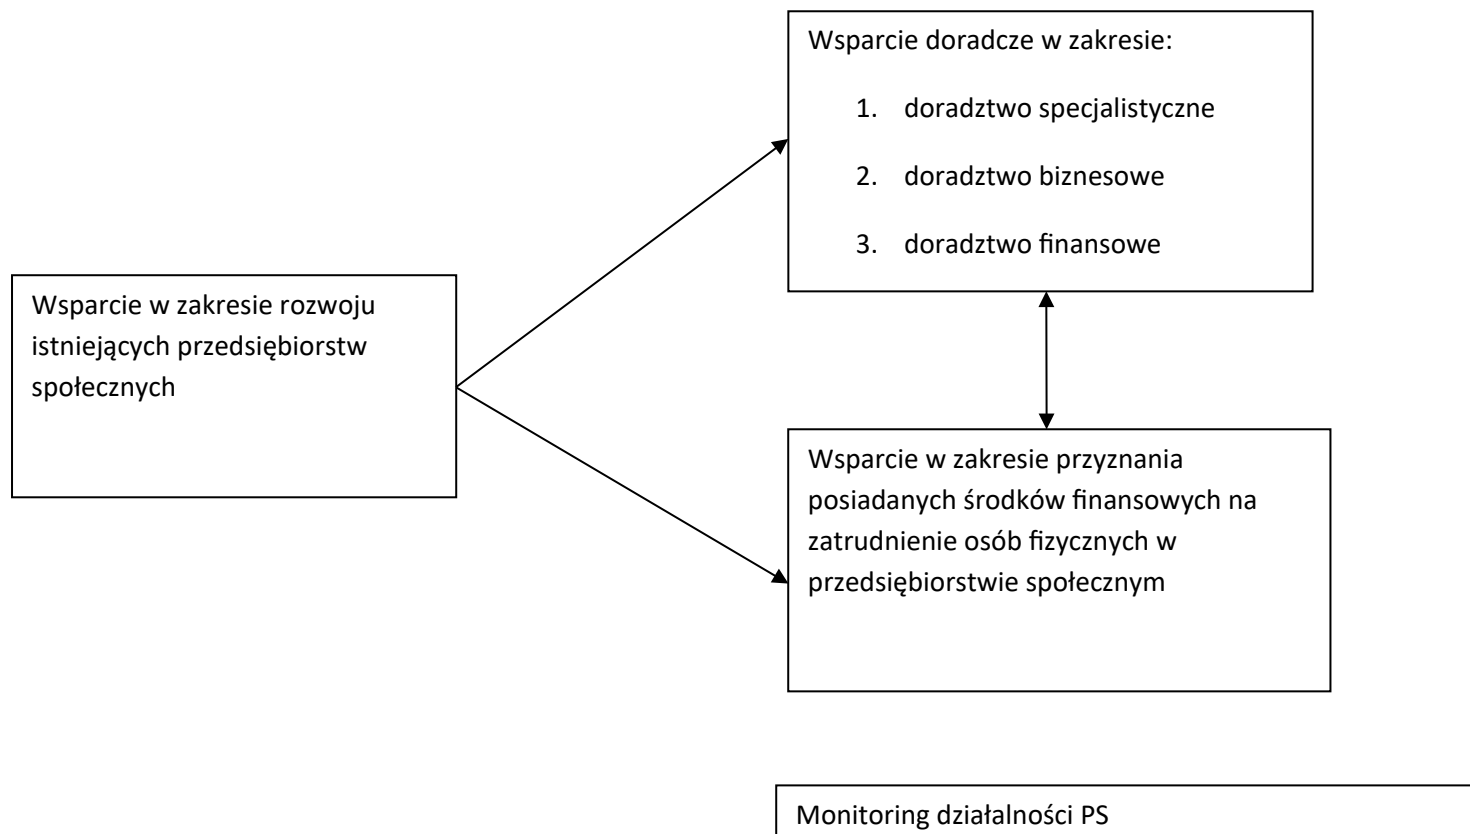 Wsparcie doradcze w zakresie:
1. doradztwo specjalistyczne
2. doradztwo biznesowe
3. doradztwo finansowe
Wsparcie w zakresie rozwoju
istniejących przedsiębiorstw
społecznych
Wsparcie w zakresie przyznania
posiadanych środków finansowych na
zatrudnienie osób fizycznych w
przedsiębiorstwie społecznym
Monitoring działalności PS